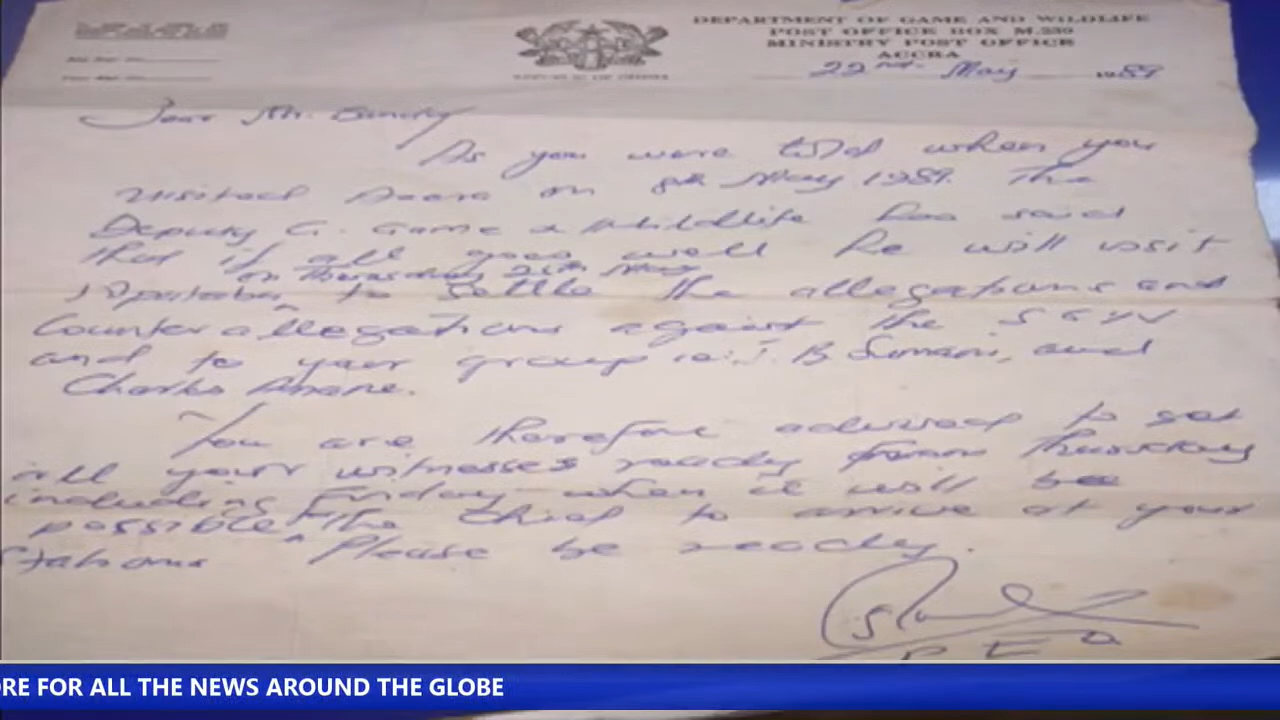 DEPARTMENT OF GAME AND WILDLIFE
POST OFFICE BOX M.239
MINISTRY POST OFFICE
ACCRA
22nd. May 1989
Dear Mr.
As you were told when you
visited Accra on 8th May 1989. The
Deputy C. Game & Wildlife has said
that if all goes well he will visit
on Thursday 25th May
to settle the allegations and
Counter allegations against the SGW
and to your group i.e. J. B. Simani, and
Charles Anane.
You are therefore advised to get
all your witnesses ready from Thursday
including Friday when it will be
possible the Chief to arrive at your
Station. Please be ready.
ORE FOR ALL THE NEWS AROUND THE GLOBE